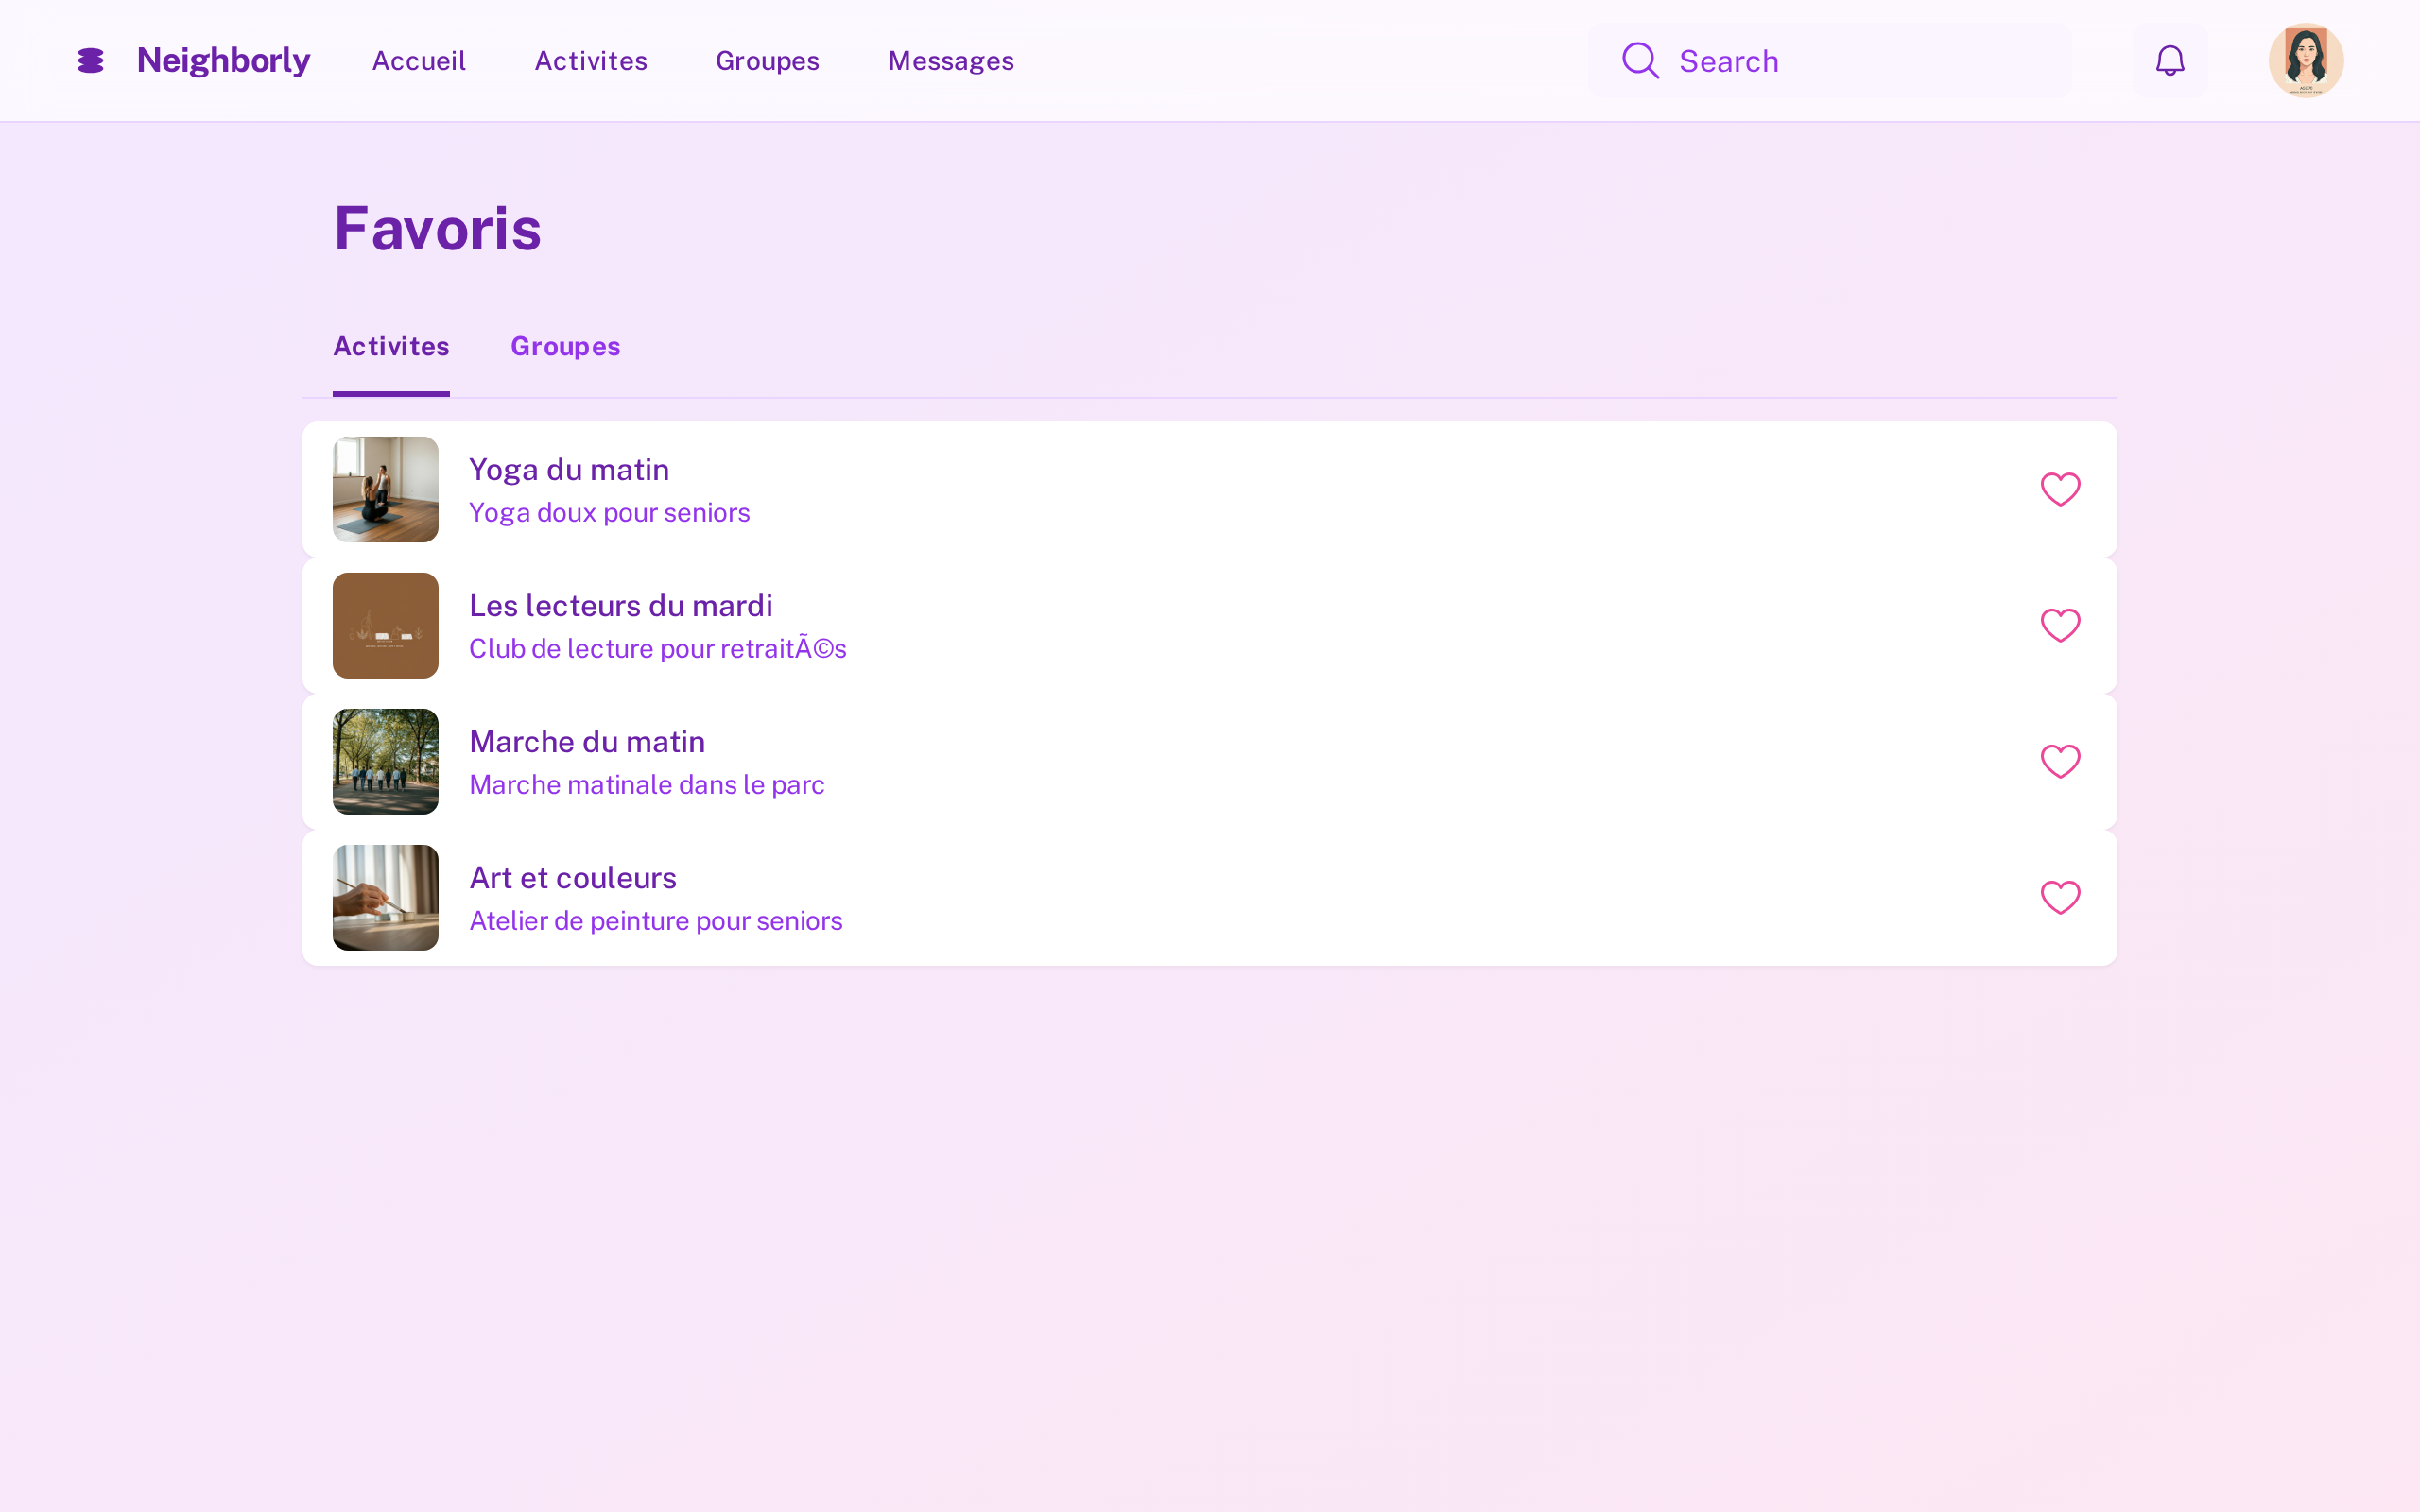 Neighborly
Accueil
Activites
Groupes
Messages
Search
Favoris
Activites
Groupes
Yoga du matin
Yoga doux pour seniors
Les lecteurs du mardi
Club de lecture pour retraitÃ©s
Marche du matin
Marche matinale dans le parc
Art et couleurs
Atelier de peinture pour seniors